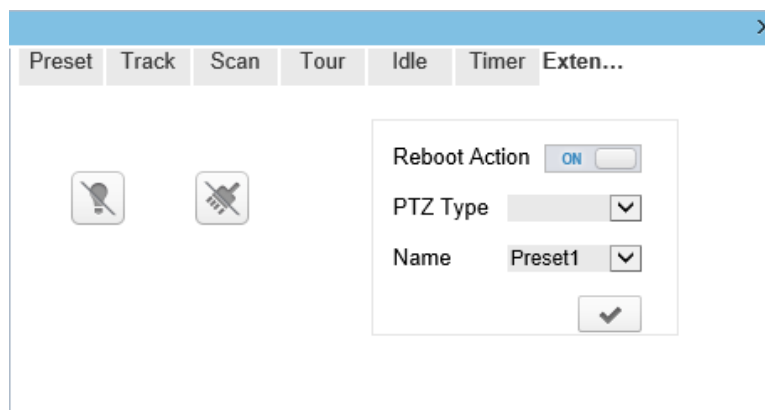 Preset Track Scan Tour Idle Timer Exten...
Reboot Action ON
PTZ Type
Name Preset1